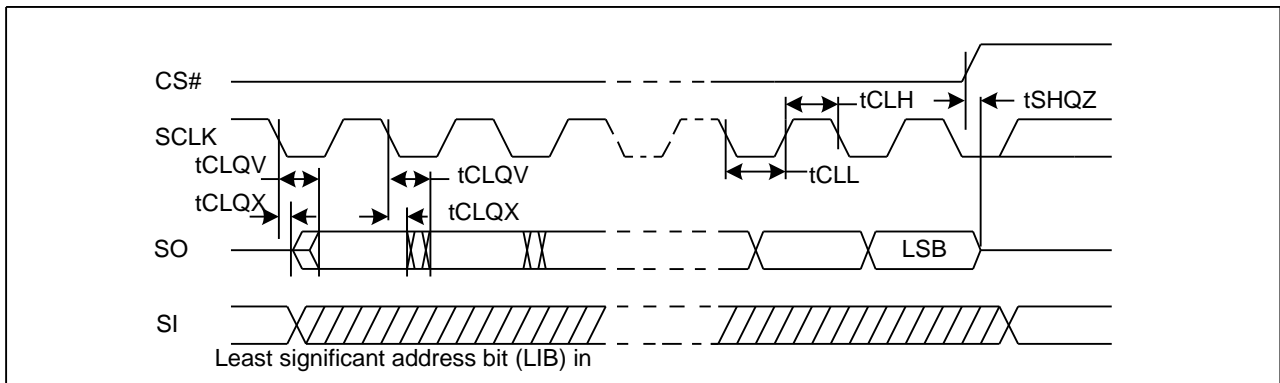 CS#
tCLH
tSHQZ
SCLK
tCLQV
tCLQV
tCLL
tCLQX
tCLQX
SO
LSB
SI
Least significant address bit (LIB) in